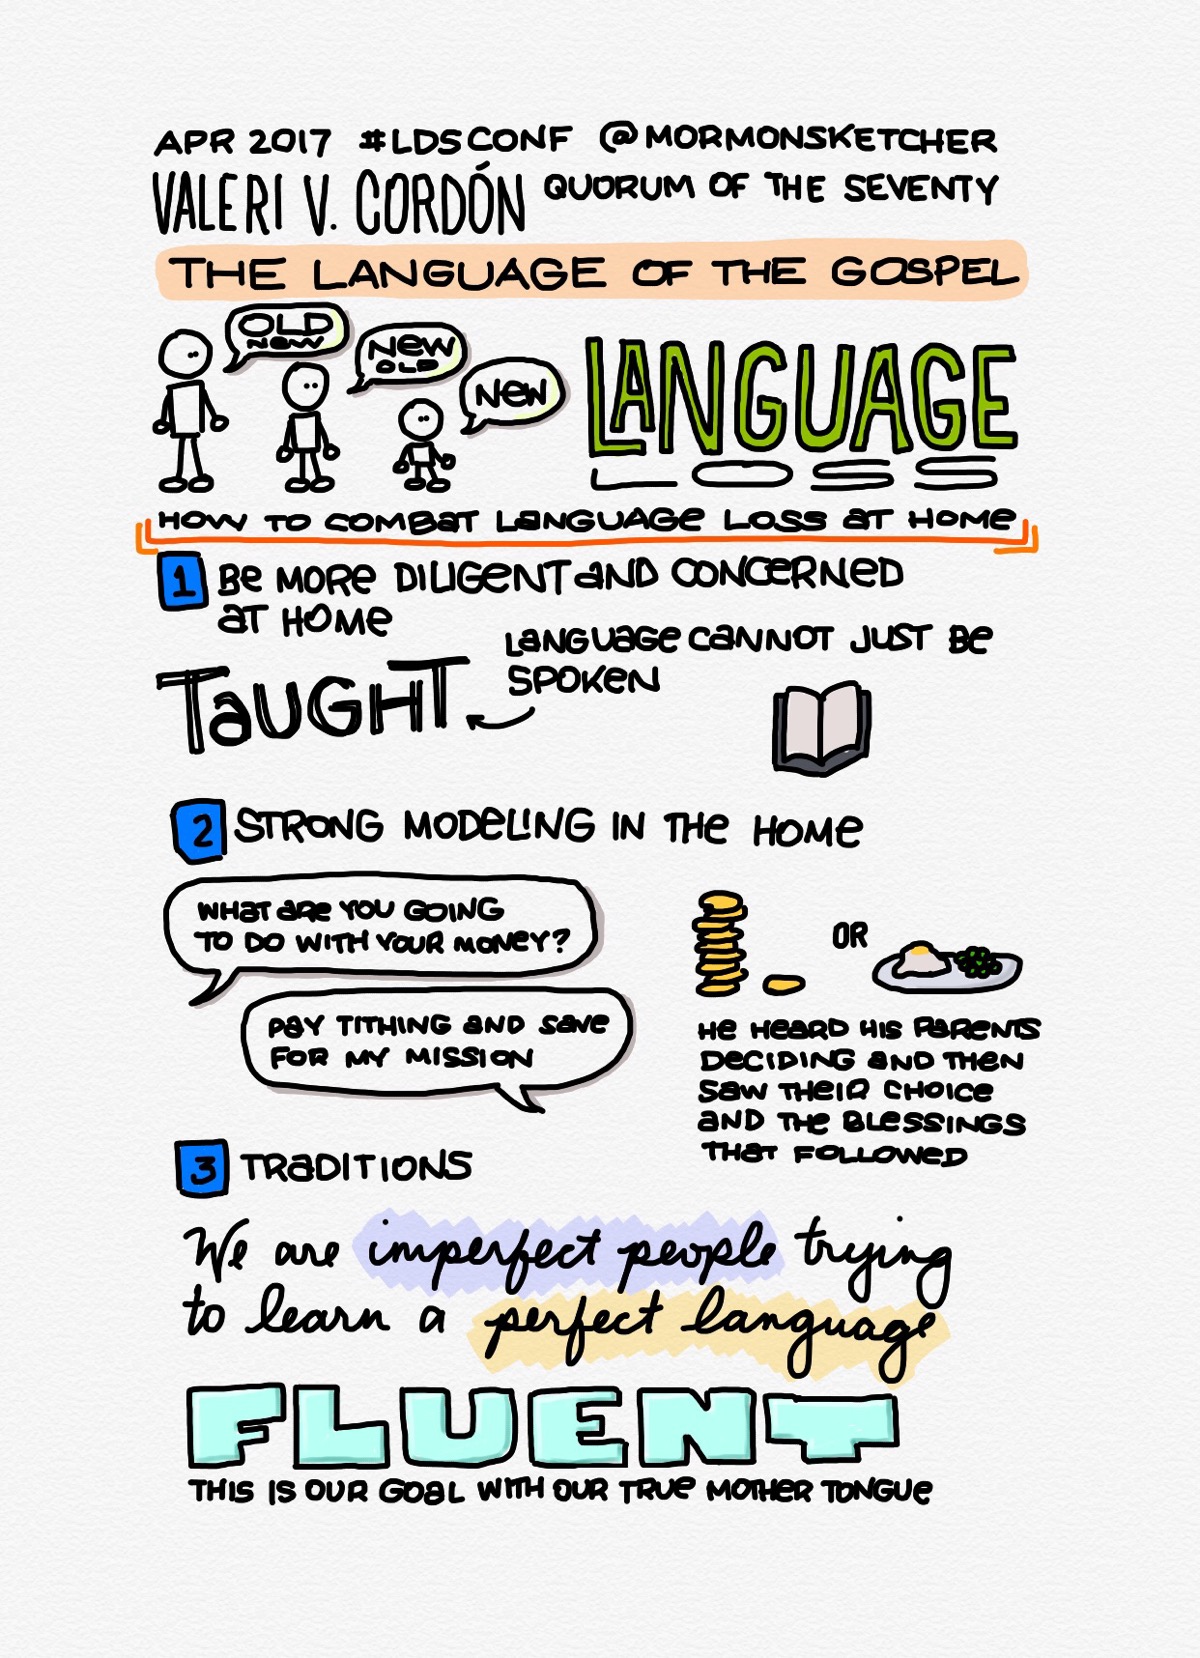 APR 2017 #LDSCONF @MORMONSKETCHER
VALERI V. CORDÓN QUORUM OF THE SEVENTY
THE LANGUAGE OF THE GOSPEL
OLD
NEW
NEW
OLD
NEW
LANGUAGE
LOSS
HOW TO COMBAT LANGUAGE LOSS AT HOME
1 BE MORE DILIGENT AND CONCERNED
AT HOME
LANGUAGE CANNOT JUST BE
SPOKEN
TAUGHT
2 STRONG MODELING IN THE HOME
WHAT ARE YOU GOING
TO DO WITH YOUR MONEY?
PAY TITHING AND SAVE
FOR MY MISSION
OR
HE HEARD HIS PARENTS
DECIDING AND THEN
SAW THEIR CHOICE
AND THE BLESSINGS
THAT FOLLOWED
3 TRADITIONS
We are imperfect people trying
to learn a perfect language
FLUENT
THIS IS OUR GOAL WITH OUR TRUE MOTHER TONGUE